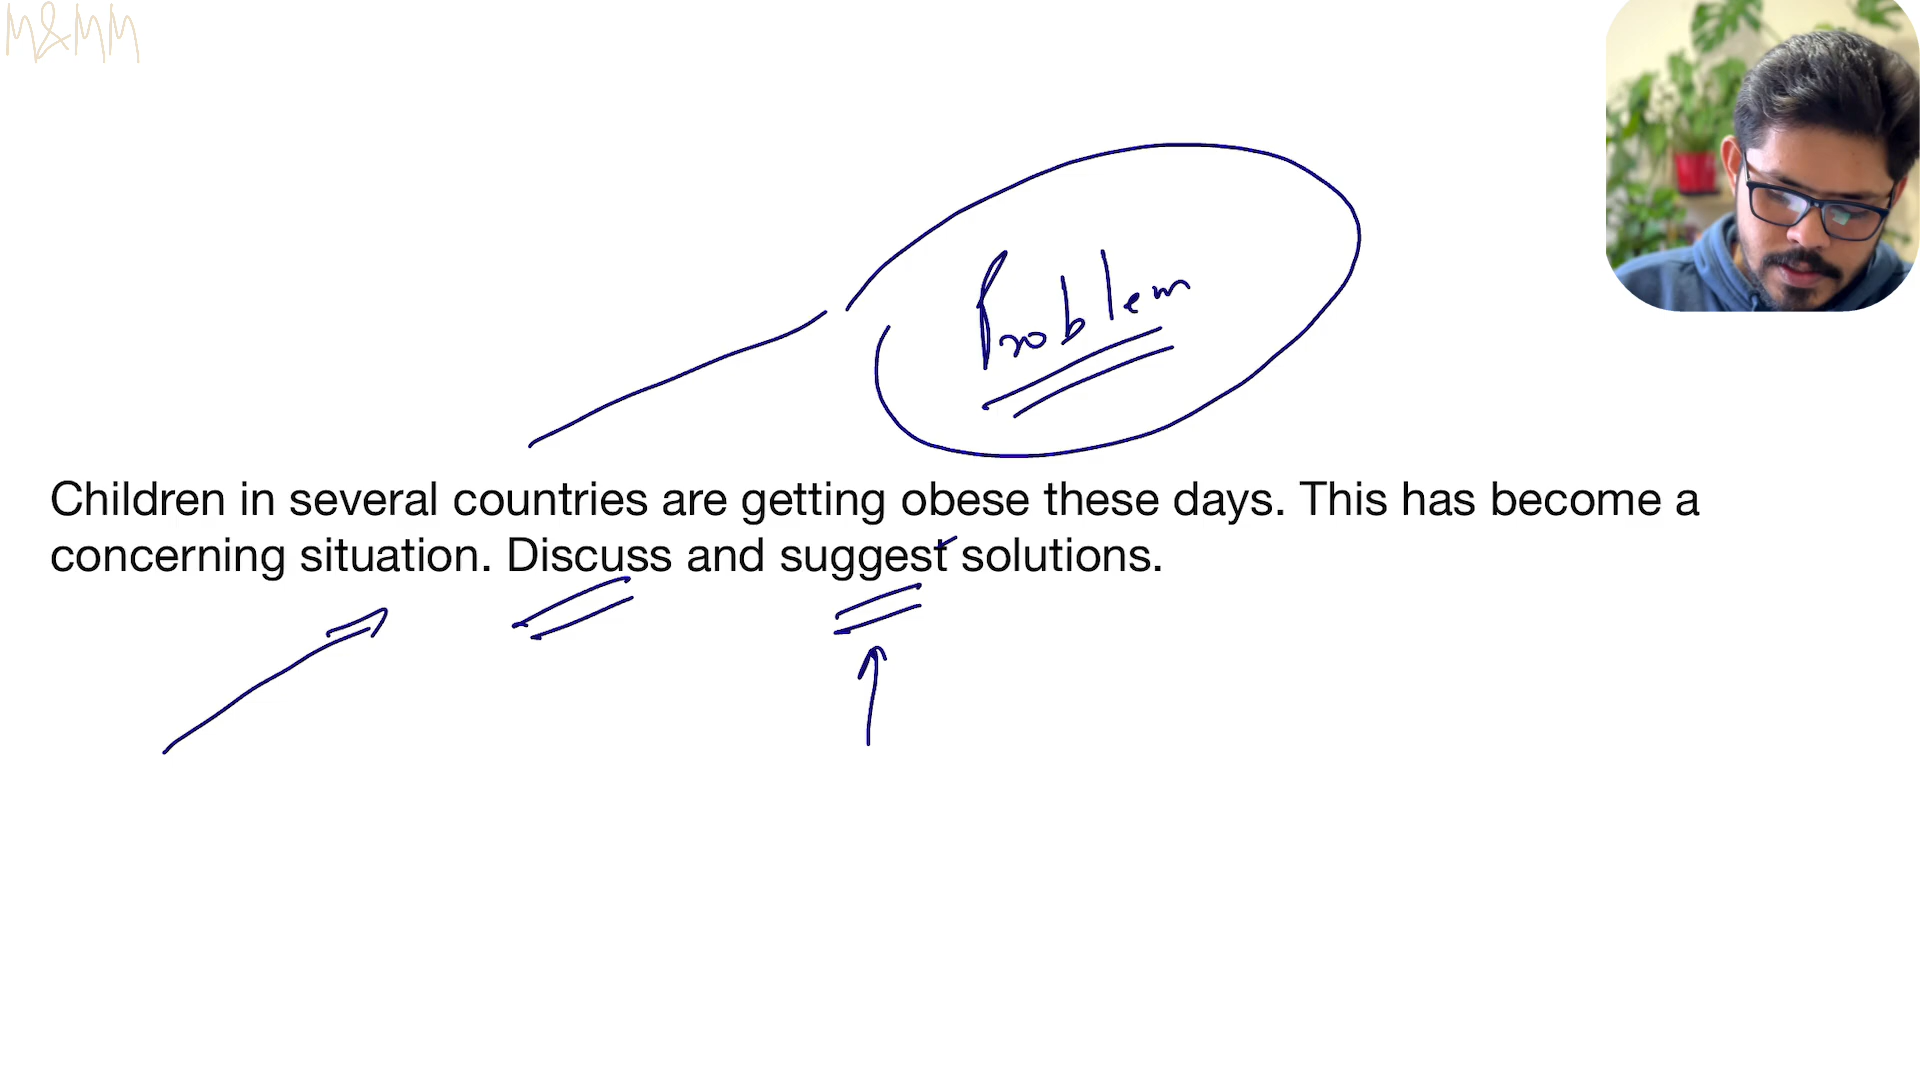 M&MM
Problem
Children in several countries are getting obese these days. This has become a
concerning situation. Discuss and suggest solutions.